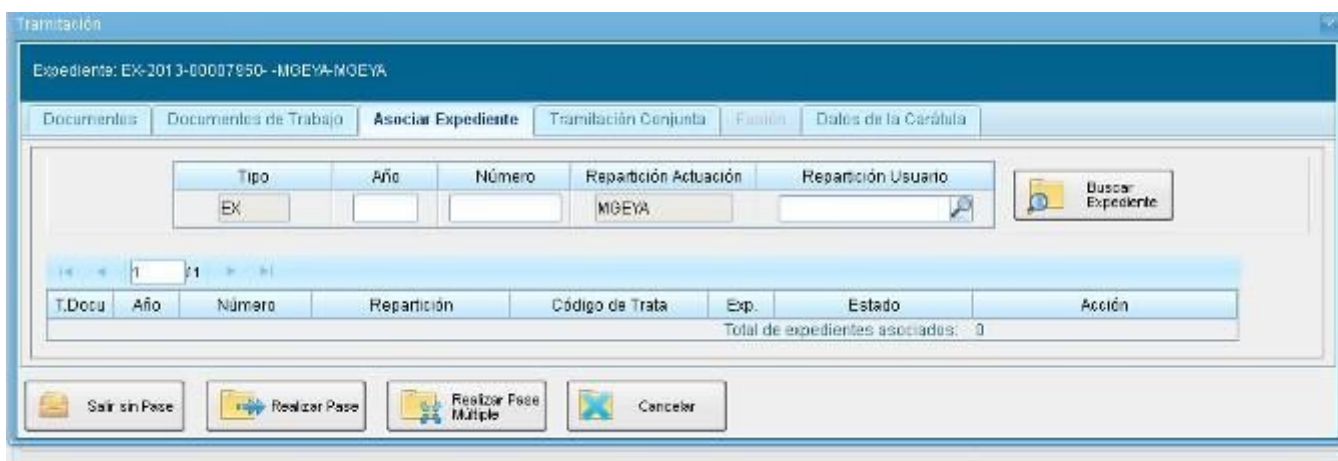 Tramitación
Expediente: EX-2013-00007950- -MGEYA-MGEYA
Documentos Documentos de Trabajo Asociar Expediente Tramitación Conjunta Fusión Datos de la Carátula
Tipo Año Número Repartición Actuación Repartición Usuario
EX MGEYA
Buscar
Expediente
1 /1
T.Docu Año Número Repartición Código de Trata Exp. Estado Acción
Total de expedientes asociados: 0
Salir sin Pase Realizar Pase Realizar Pase
Múltiple Cancelar